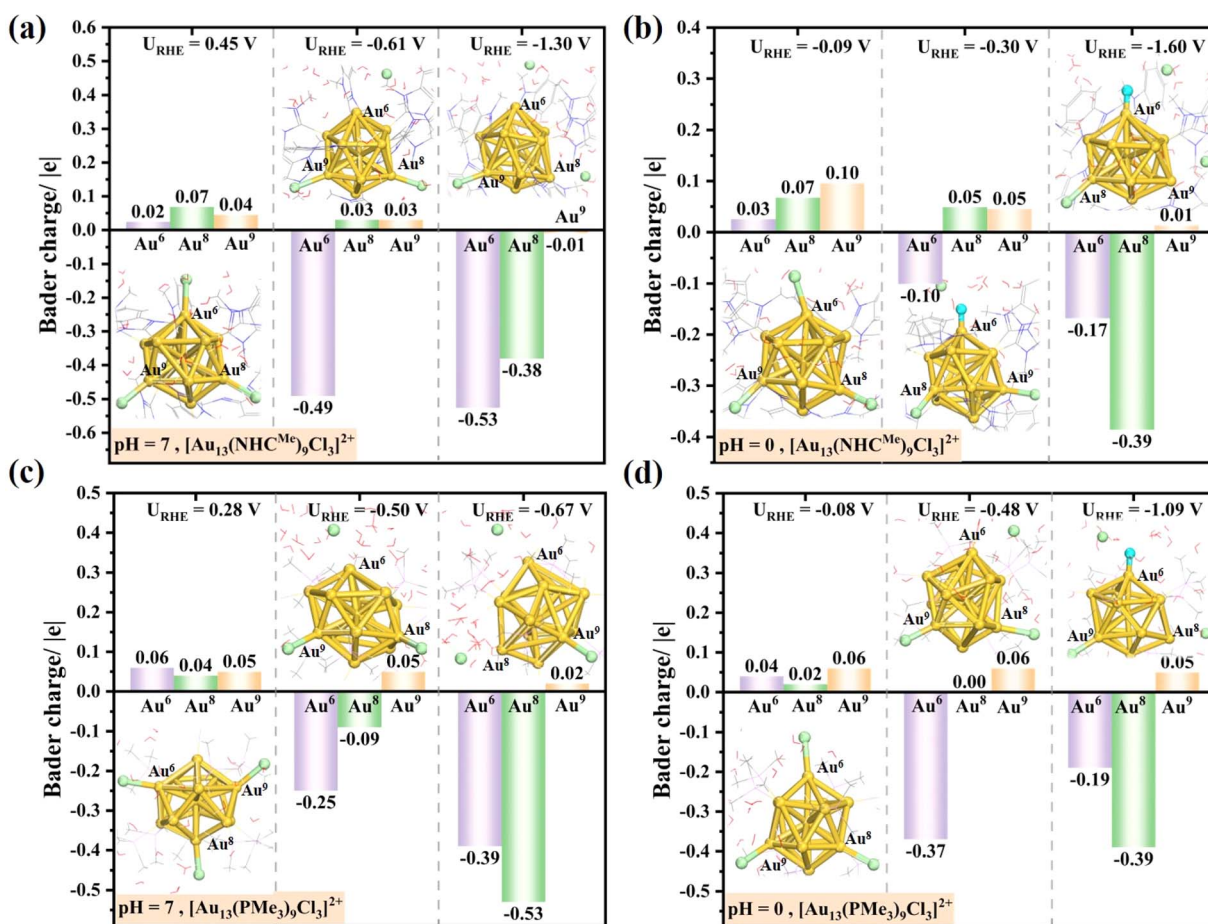 (a)
Bader charge/ |e|
0.6
0.5
0.4
0.3
0.2
0.1
0.0
-0.1
-0.2
-0.3
-0.4
-0.5
-0.6
U_RHE = 0.45 V
U_RHE = -0.61 V
U_RHE = -1.30 V
Au⁶
Au⁶
Au⁹
Au⁸
Au⁹
Au⁸
0.02
0.07
0.04
0.03
0.03
Au⁹
Au⁶ Au⁸ Au⁹
Au⁶ Au⁸ Au⁹
Au⁶ Au⁸
-0.01
Au⁶
Au⁹
Au⁸
-0.49
-0.53
-0.38
pH = 7 , [Au₁₃(NHCᴹᵉ)₉Cl₃]²⁺
(b)
Bader charge/ |e|
0.4
0.3
0.2
0.1
0.0
-0.1
-0.2
-0.3
-0.4
U_RHE = -0.09 V
U_RHE = -0.30 V
U_RHE = -1.60 V
Au⁶
Au⁸
Au⁹
0.03
0.07
0.10
0.05
0.05
0.01
Au⁶ Au⁸ Au⁹
Au⁶ Au⁸ Au⁹
Au⁶ Au⁸ Au⁹
-0.10
-0.17
-0.39
Au⁶
Au⁹
Au⁸
Au⁶
Au⁸
Au⁹
pH = 0 , [Au₁₃(NHCᴹᵉ)₉Cl₃]²⁺
(c)
Bader charge/ |e|
0.5
0.4
0.3
0.2
0.1
0.0
-0.1
-0.2
-0.3
-0.4
-0.5
U_RHE = 0.28 V
U_RHE = -0.50 V
U_RHE = -0.67 V
Au⁶
Au⁶
Au⁹
Au⁸
Au⁸
Au⁹
0.06
0.04
0.05
0.05
0.02
Au⁶ Au⁸ Au⁹
Au⁶ Au⁸ Au⁹
Au⁶ Au⁸ Au⁹
-0.25
-0.09
-0.39
-0.53
Au⁶
Au⁹
Au⁸
pH = 7 , [Au₁₃(PMe₃)₉Cl₃]²⁺
(d)
Bader charge/ |e|
0.5
0.4
0.3
0.2
0.1
0.0
-0.1
-0.2
-0.3
-0.4
-0.5
U_RHE = -0.08 V
U_RHE = -0.48 V
U_RHE = -1.09 V
Au⁶
Au⁶
Au⁹
Au⁸
Au⁹
Au⁸
0.04
0.02
0.06
0.00
0.06
0.05
Au⁶ Au⁸ Au⁹
Au⁶ Au⁸ Au⁹
Au⁶ Au⁸ Au⁹
-0.37
-0.19
-0.39
Au⁶
Au⁹
Au⁸
pH = 0 , [Au₁₃(PMe₃)₉Cl₃]²⁺